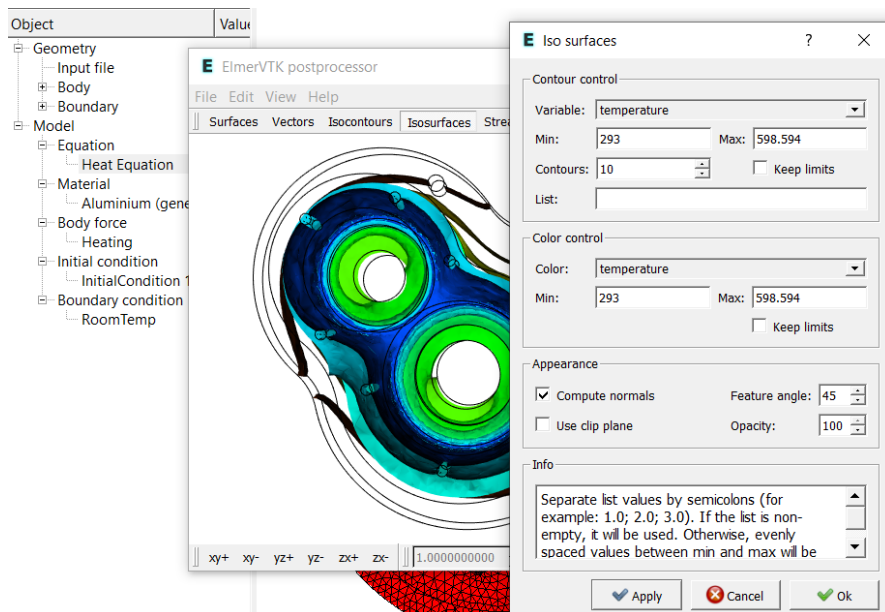 Object Value
Geometry
Input file
Body
Boundary
Model
Equation
Heat Equation
Material
Aluminium (gene
Body force
Heating
Initial condition
InitialCondition 1
Boundary condition
RoomTemp
E ElmerVTK postprocessor
File Edit View Help
Surfaces Vectors Isocontours Isosurfaces Strea
xy+ xy- yz+ yz- zx+ zx- 1.0000000000
E Iso surfaces ?
Contour control
Variable: temperature
Min: 293 Max: 598.594
Contours: 10 Keep limits
List:
Color control
Color: temperature
Min: 293 Max: 598.594
Keep limits
Appearance
Compute normals Feature angle: 45
Use clip plane Opacity: 100
Info
Separate list values by semicolons (for
example: 1.0; 2.0; 3.0). If the list is non-
empty, it will be used. Otherwise, evenly
spaced values between min and max will be
Apply Cancel Ok